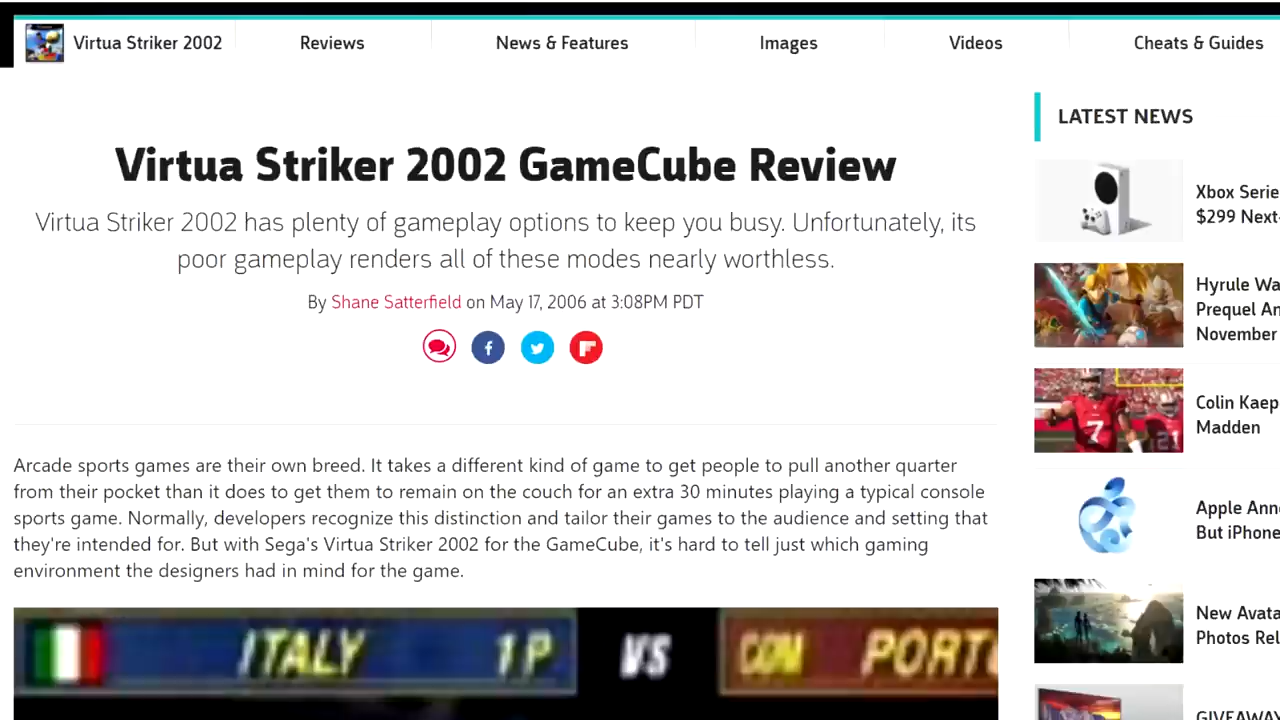 Virtua Striker 2002
Reviews
News & Features
Images
Videos
Cheats & Guides
Virtua Striker 2002 GameCube Review
Virtua Striker 2002 has plenty of gameplay options to keep you busy. Unfortunately, its
poor gameplay renders all of these modes nearly worthless.
By Shane Satterfield on May 17, 2006 at 3:08PM PDT
Arcade sports games are their own breed. It takes a different kind of game to get people to pull another quarter
from their pocket than it does to get them to remain on the couch for an extra 30 minutes playing a typical console
sports game. Normally, developers recognize this distinction and tailor their games to the audience and setting that
they're intended for. But with Sega's Virtua Striker 2002 for the GameCube, it's hard to tell just which gaming
environment the designers had in mind for the game.
ITALY 1P VS COM PORTU
LATEST NEWS
Xbox Serie
$299 Next-
Hyrule Wa
Prequel An
November
7
21
Colin Kaep
Madden
Apple Ann
But iPhone
New Avata
Photos Rel
GIVEAWAY